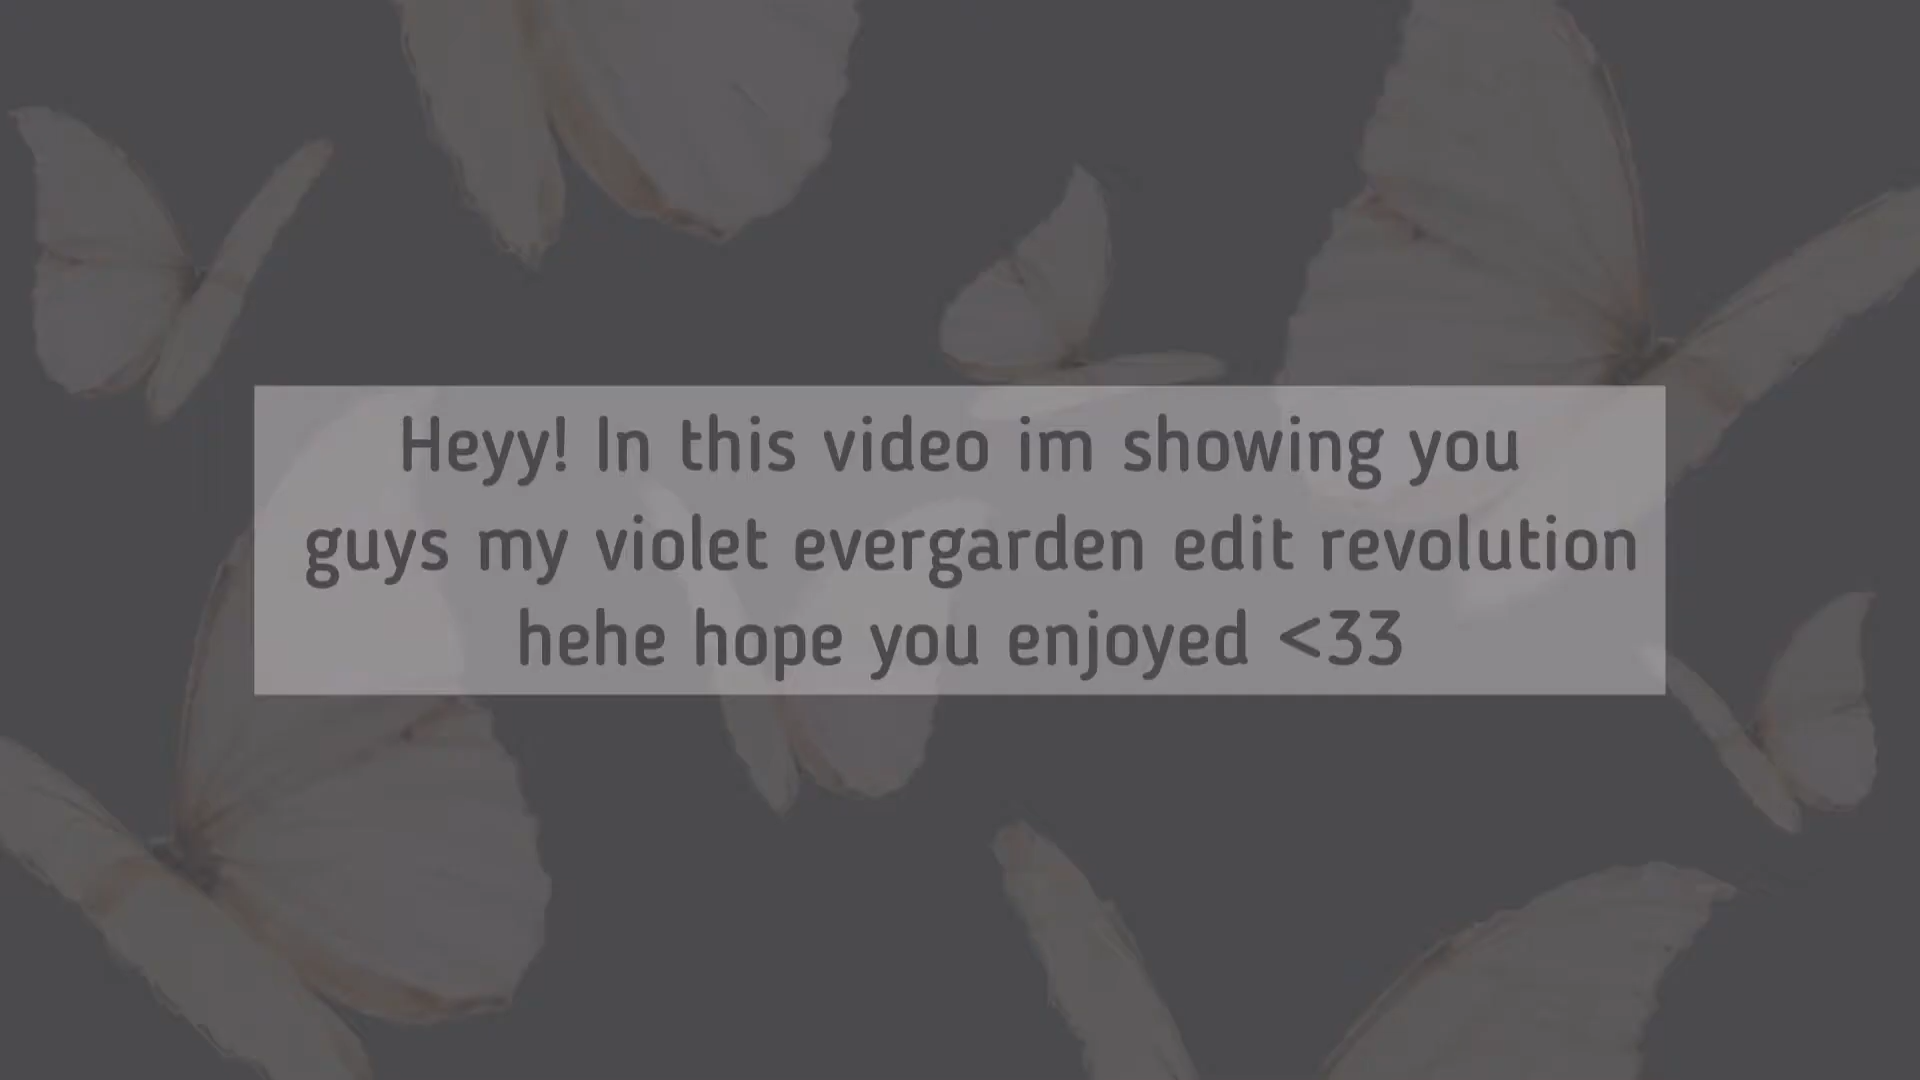 Heyy! In this video im showing you
guys my violet evergarden edit revolution
hehe hope you enjoyed <33